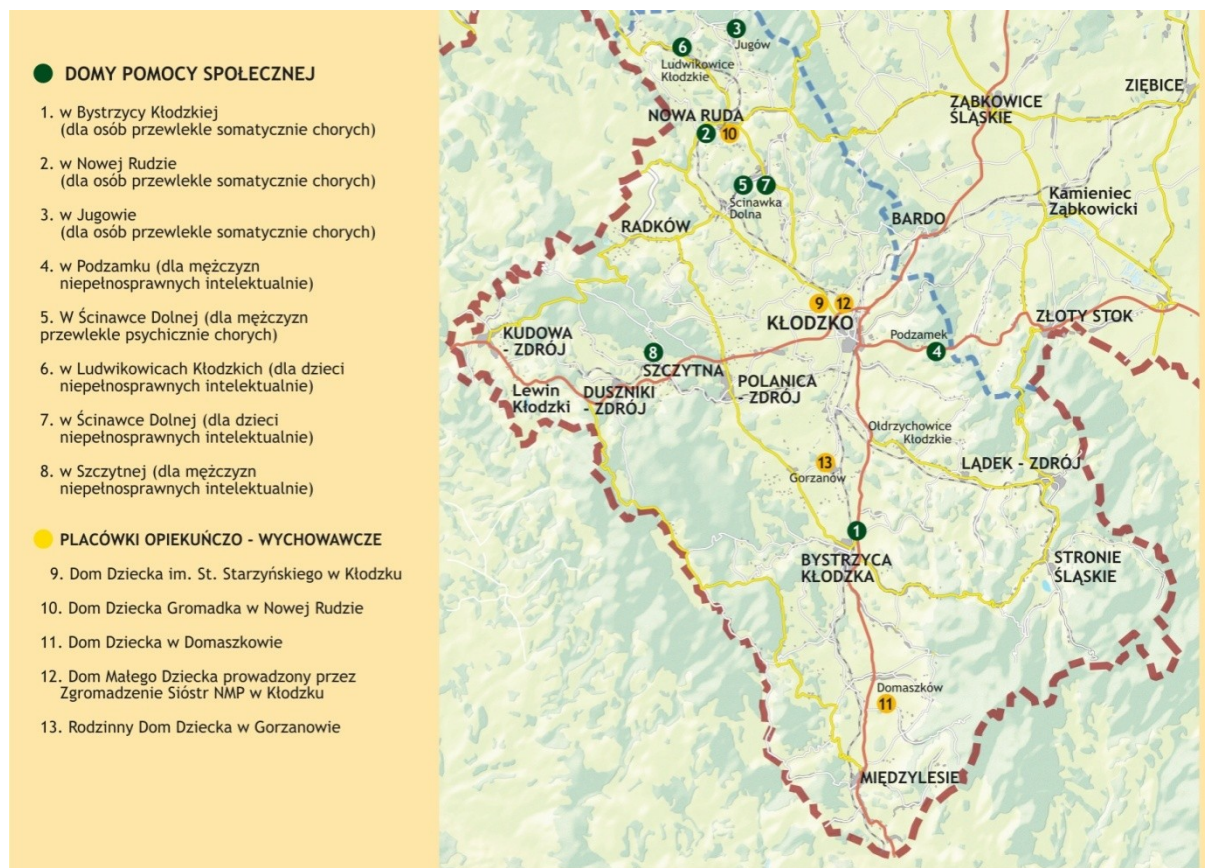 DOMY POMOCY SPOŁECZNEJ
1. w Bystrzycy Kłodzkiej
(dla osób przewlekle somatycznie chorych)
2. w Nowej Rudzie
(dla osób przewlekle somatycznie chorych)
3. w Jugowie
(dla osób przewlekle somatycznie chorych)
4. w Podzamku (dla mężczyzn
niepełnosprawnych intelektualnie)
5. W Ścinawce Dolnej (dla mężczyzn
przewlekle psychicznie chorych)
6. w Ludwikowicach Kłodzkich (dla dzieci
niepełnosprawnych intelektualnie)
7. w Ścinawce Dolnej (dla dzieci
niepełnosprawnych intelektualnie)
8. w Szczytnej (dla mężczyzn
niepełnosprawnych intelektualnie)
PLACÓWKI OPIEKUŃCZO - WYCHOWAWCZE
9. Dom Dziecka im. St. Starzyńskiego w Kłodzku
10. Dom Dziecka Gromadka w Nowej Rudzie
11. Dom Dziecka w Domaszkowie
12. Dom Małego Dziecka prowadzony przez
Zgromadzenie Sióstr NMP w Kłodzku
13. Rodzinny Dom Dziecka w Gorzanowie
3
Jugów
6
Ludwikowice
Kłodzkie
ZIĘBICE
ZĄBKOWICE
ŚLĄSKIE
NOWA RUDA
2 10
5 7
Ścinawka
Dolna
Kamieniec
Ząbkowicki
RADKÓW
BARDO
9 12
KŁODZKO
ZŁOTY STOK
Podzamek
4
KUDOWA
- ZDRÓJ
8
SZCZYTNA
Lewin
Kłodzki
DUSZNIKI
- ZDRÓJ
POLANICA
- ZDRÓJ
Ołdrzychowice
Kłodzkie
LĄDEK - ZDRÓJ
13
Gorzanów
1
BYSTRZYCA
KŁODZKA
STRONIE
ŚLĄSKIE
Domaszków
11
MIĘDZYLESIE